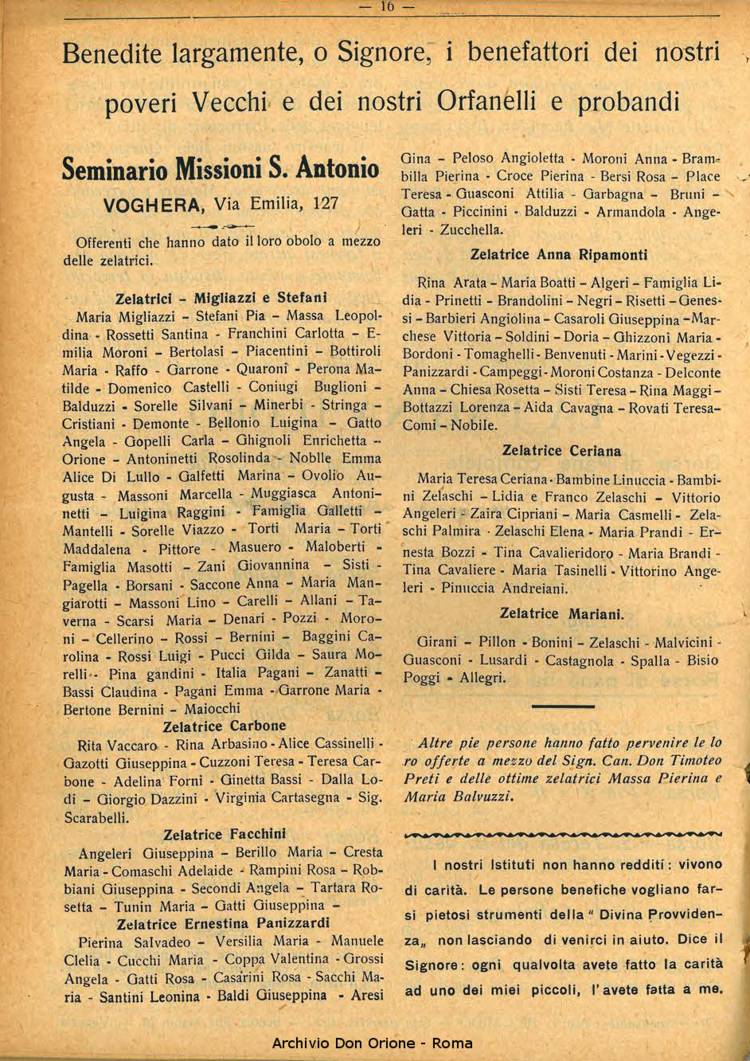 — 16 —
Benedite largamente, o Signore, i benefattori dei nostri
poveri Vecchi e dei nostri Orfanelli e probandi
Seminario Missioni S. Antonio
VOGHERA, Via Emilia, 127
Offerenti che hanno dato il loro obolo a mezzo
delle zelatrici.
Zelatrici – Migliazzi e Stefani
Maria Migliazzi – Stefani Pia – Massa Leopol-
dina - Rossetti Santina - Franchini Carlotta – E-
milia Moroni – Bertolasi – Piacentini – Bottiroli
Maria - Raffo - Garrone - Quaroni - Perona Ma-
tilde - Domenico Castelli - Coniugi Buglioni –
Balduzzi - Sorelle Silvani – Minerbi - Stringa –
Cristiani - Demonte - Bellonio Luigina – Gatto
Angela - Gopelli Carla – Ghignoli Enrichetta --
Orione – Antoninetti Rosolinda - Noblle Emma
Alice Di Lullo - Galfetti Marina – Ovolio Au-
gusta - Massoni Marcella - Muggiasca Antoni-
netti – Luigina Raggini - Famiglia Galletti –
Mantelli - Sorelle Viazzo - Torti Maria – Torti
Maddalena - Pittore - Masuero - Maloberti -
Famiglia Masotti – Zani Giovannina – Sisti -
Pagella - Borsani - Saccone Anna – Maria Man-
giarotti – Massoni Lino – Carelli – Allani – Ta-
verna - Scarsi Maria – Denari - Pozzi - Moro-
ni – Cellerino – Rossi – Bernini – Baggini Ca-
rolina - Rossi Luigi - Pucci Gilda – Saura Mo-
relli - Pina gandini - Italia Pagani – Zanatti –
Bassi Claudina - Pagani Emma - Garrone Maria -
Bertone Bernini – Maiocchi
Zelatrice Carbone
Rita Vaccaro - Rina Arbasino - Alice Cassinelli -
Gazotti Giuseppina - Cuzzoni Teresa - Teresa Car-
bone - Adelina Forni - Ginetta Bassi - Dalla Lo-
di – Giorgio Dazzini - Virginia Cartasegna - Sig.
Scarabelli.
Zelatrice Facchini
Angeleri Giuseppina – Berillo Maria – Cresta
Maria - Comaschi Adelaide - Rampini Rosa – Rob-
biani Giuseppina - Secondi Angela – Tartara Ro-
setta – Tunin Maria – Gatti Giuseppina –
Zelatrice Ernestina Panizzardi
Pierina Salvadeo – Versilia Maria - Manuele
Clelia - Cucchi Maria - Coppa Valentina - Grossi
Angela - Gatti Rosa - Casarini Rosa - Sacchi Ma-
ria - Santini Leonina - Baldi Giuseppina - Aresi
Gina – Peloso Angioletta - Moroni Anna - Bram-
billa Pierina - Croce Pierina - Bersi Rosa – Place
Teresa - Guasconi Attilia - Garbagna – Bruni –
Gatta - Piccinini - Balduzzi - Armandola - Ange-
leri - Zucchella.
Zelatrice Anna Ripamonti
Rina Arata – Maria Boatti – Algeri – Famiglia Li-
dia - Prinetti - Brandolini – Negri – Risetti – Genes-
si – Barbieri Angiolina – Casaroli Giuseppina – Mar-
chese Vittoria – Soldini – Doria – Ghizzoni Maria -
Bordoni - Tomaghelli - Benvenuti - Marini - Vegezzi -
Panizzardi - Campeggi - Moroni Costanza - Delconte
Anna – Chiesa Rosetta – Sisti Teresa – Rina Maggi –
Bottazzi Lorenza – Aida Cavagna – Rovati Teresa-
Comi – Nobile.
Zelatrice Ceriana
Maria Teresa Ceriana - Bambine Linuccia - Bambi-
ni Zelaschi – Lidia e Franco Zelaschi – Vittorio
Angeleri - Zaira Cipriani – Maria Casmelli - Zela-
schi Palmira - Zelaschi Elena - Maria Prandi - Er-
nesta Bozzi - Tina Cavalieridoro - Maria Brandi -
Tina Cavaliere - Maria Tasinelli - Vittorino Ange-
leri - Pinuccia Andreiani.
Zelatrice Mariani.
Girani – Pillon - Bonini – Zelaschi - Malvicini -
Guasconi - Lusardi - Castagnola - Spalla - Bisio
Poggi - Allegri.
Altre pie persone hanno fatto pervenire le lo
ro offerte a mezzo del Sign. Can. Don Timoteo
Preti e delle ottime zelatrici Massa Pierina e
Maria Balvuzzi.
I nostri Istituti non hanno redditi : vivono
di carità. Le persone benefiche vogliano far-
si pietosi strumenti della " Divina Provviden-
za„ non lasciando di venirci in aiuto. Dice il
Signore : ogni qualvolta avete fatto la carità
ad uno dei miei piccoli, l'avete fatta a me.
Archivio Don Orione - Roma